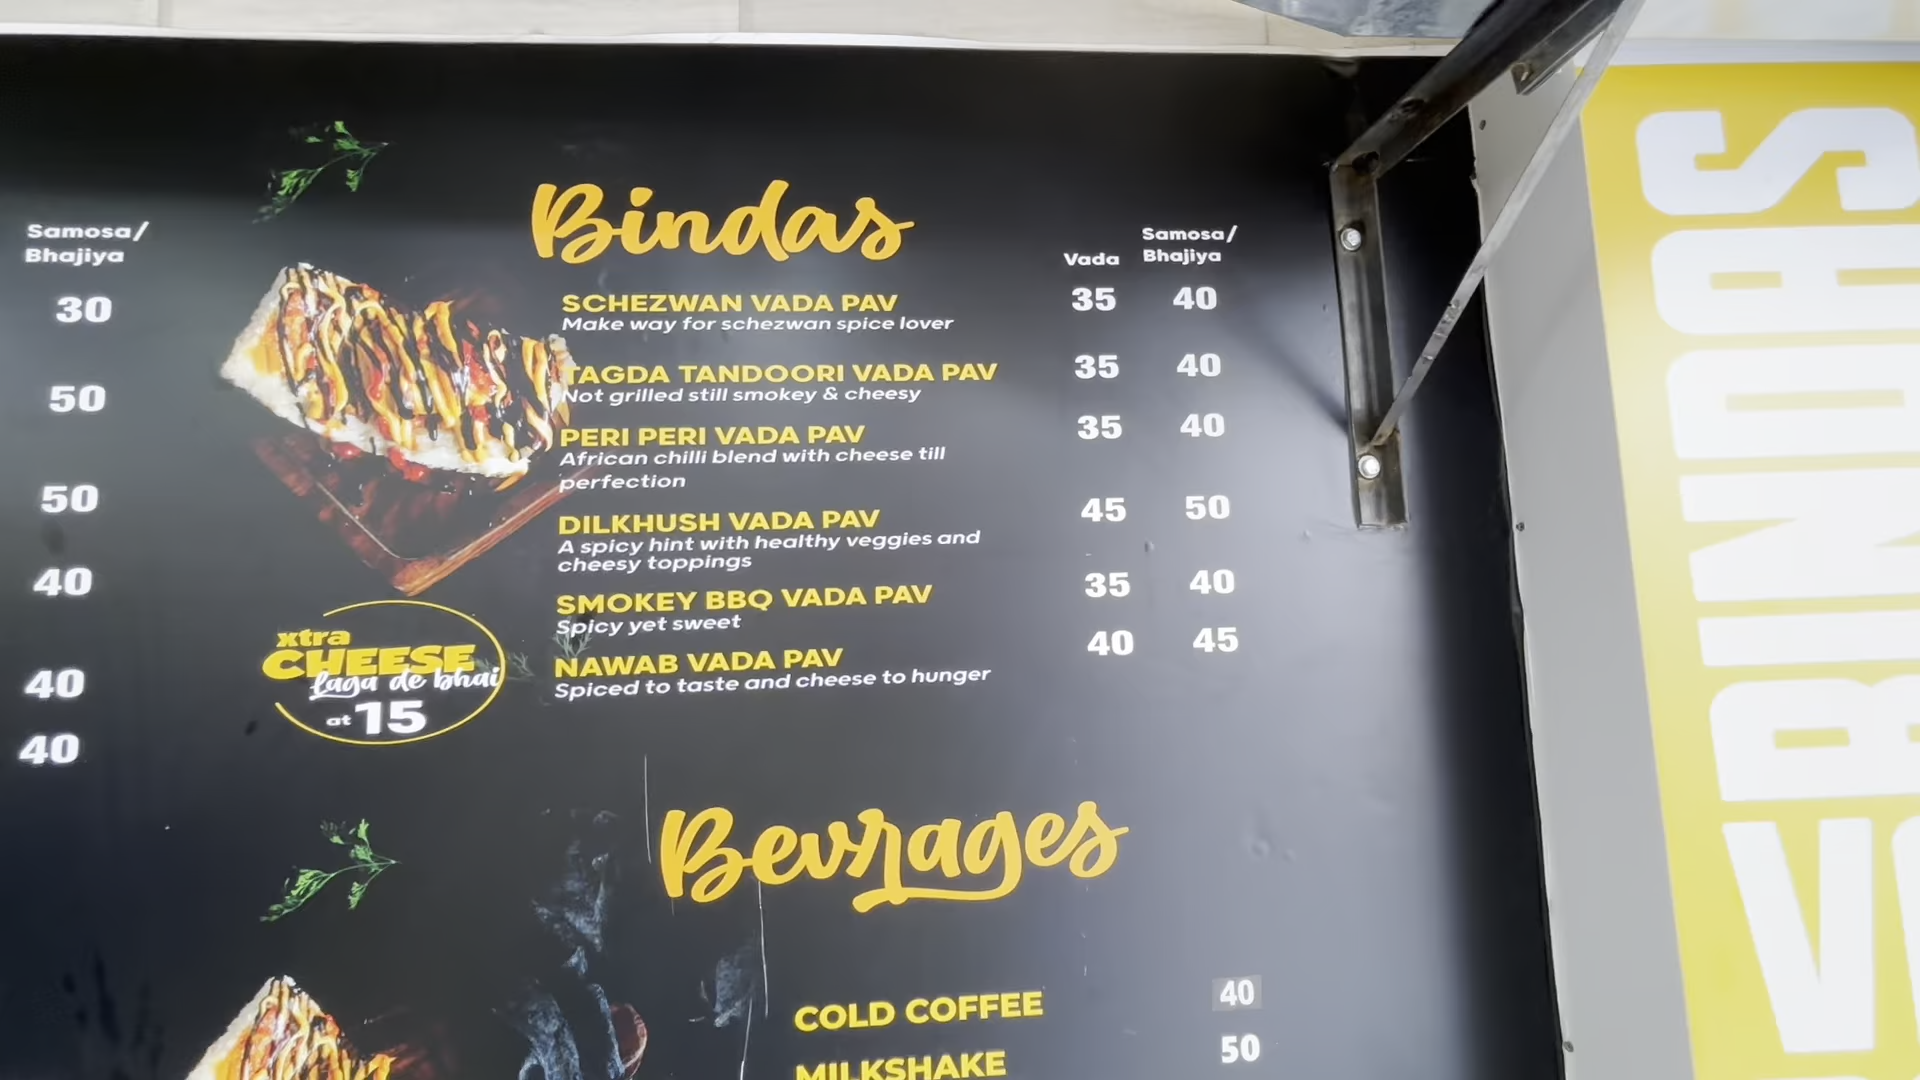 Samosa/
Bhajiya
30
50
50
40
40
40
Bindas
Vada Samosa/
Bhajiya
SCHEZWAN VADA PAV 35 40
Make way for schezwan spice lover
TAGDA TANDOORI VADA PAV 35 40
Not grilled still smokey & cheesy
PERI PERI VADA PAV 35 40
African chilli blend with cheese till
perfection
DILKHUSH VADA PAV 45 50
A spicy hint with healthy veggies and
cheesy toppings
SMOKEY BBQ VADA PAV 35 40
Spicy yet sweet
NAWAB VADA PAV 40 45
Spiced to taste and cheese to hunger
xtra
CHEESE
laga de bhai
at 15
Bevrages
COLD COFFEE 40
MILKSHAKE 50
BINDAS